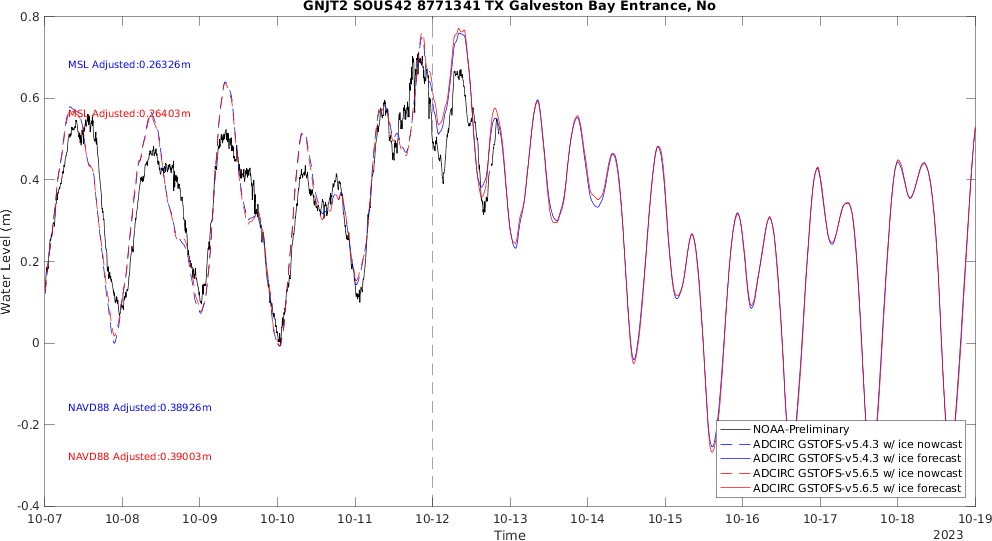 GNJT2 SOUS42 8771341 TX Galveston Bay Entrance, No
0.8
0.6
0.4
0.2
0
-0.2
-0.4
Water Level (m)
MSL Adjusted:0.26326m
MSL Adjusted:0.26403m
NAVD88 Adjusted:0.38926m
NAVD88 Adjusted:0.39003m
NOAA-Preliminary
ADCIRC GSTOFS-v5.4.3 w/ ice nowcast
ADCIRC GSTOFS-v5.4.3 w/ ice forecast
ADCIRC GSTOFS-v5.6.5 w/ ice nowcast
ADCIRC GSTOFS-v5.6.5 w/ ice forecast
10-07 10-08 10-09 10-10 10-11 10-12 10-13 10-14 10-15 10-16 10-17 10-18 10-19
Time
2023